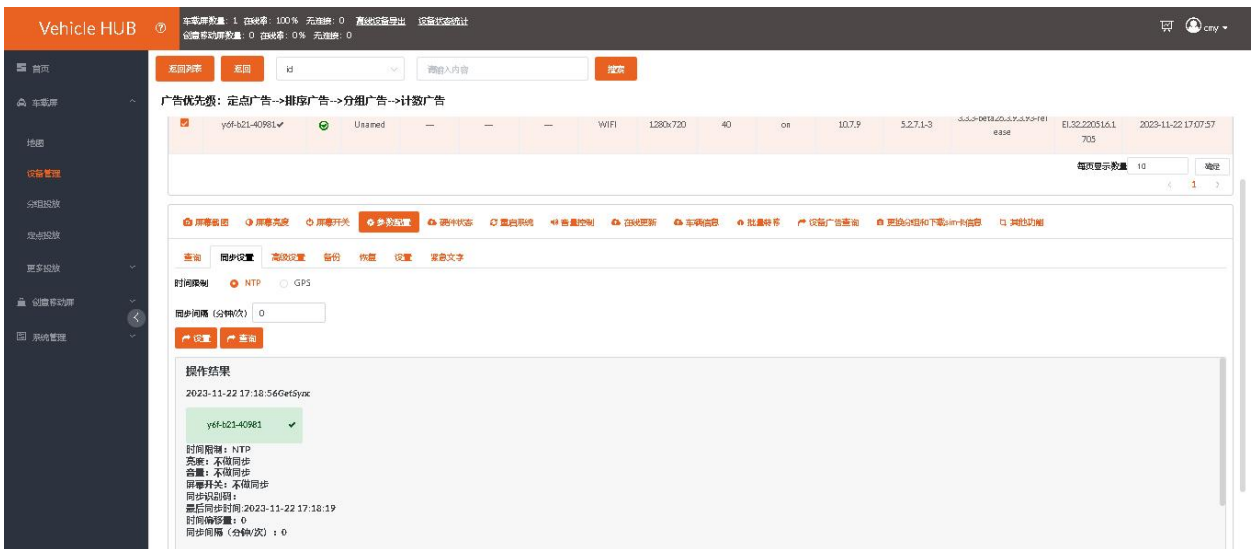 Vehicle HUB
车载屏数量: 1 在线率: 100% 无连接: 0 离线设备导出 设备状态统计
创意移动屏数量: 0 在线率: 0% 无连接: 0
cmy
首页
车载屏
地图
设备管理
分组投放
定点投放
更多投放
创意移动屏
系统管理
返回列表 返回 id 请输入内容 搜索
广告优先级: 定点广告-->排序广告-->分组广告-->计数广告
y6f-b21-40981 Unamed — — — WIFI 1280x720 40 on 10.7.9 5.2.7.1-3
ease
EI.32.220516.1
705
2023-11-22 17:07:57
每页显示数量 10 确定
< 1 >
屏幕截图 屏幕亮度 屏幕开关 参数配置 硬件状态 重启系统 音量控制 在线更新 车辆信息 批量转移 设备广告查询 更换分组和下载sim卡信息 其他功能
查询 同步设置 高级设置 备份 恢复 设置 紧急文字
时间限制 NTP GPS
同步间隔 (分钟/次) 0
设置 查询
操作结果
2023-11-22 17:18:56GetSync
y6f-b21-40981
时间限制: NTP
亮度: 不做同步
音量: 不做同步
屏幕开关: 不做同步
同步识别码:
最后同步时间:2023-11-22 17:18:19
时间偏移量: 0
同步间隔（分钟/次）: 0